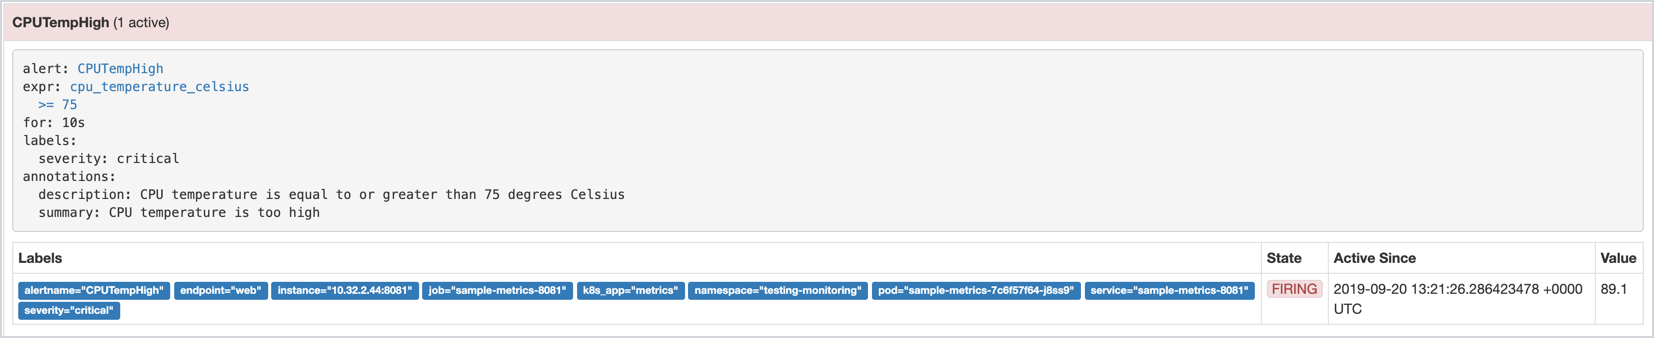 CPUTempHigh (1 active)
alert: CPUTempHigh
expr: cpu_temperature_celsius
  >= 75
for: 10s
labels:
  severity: critical
annotations:
  description: CPU temperature is equal to or greater than 75 degrees Celsius
  summary: CPU temperature is too high
Labels State Active Since Value
alertname="CPUTempHigh" endpoint="web" instance="10.32.2.44:8081" job="sample-metrics-8081" k8s_app="metrics" namespace="testing-monitoring" pod="sample-metrics-7c6f57f64-j8ss9" service="sample-metrics-8081" FIRING 2019-09-20 13:21:26.286423478 +0000 89.1
severity="critical" UTC